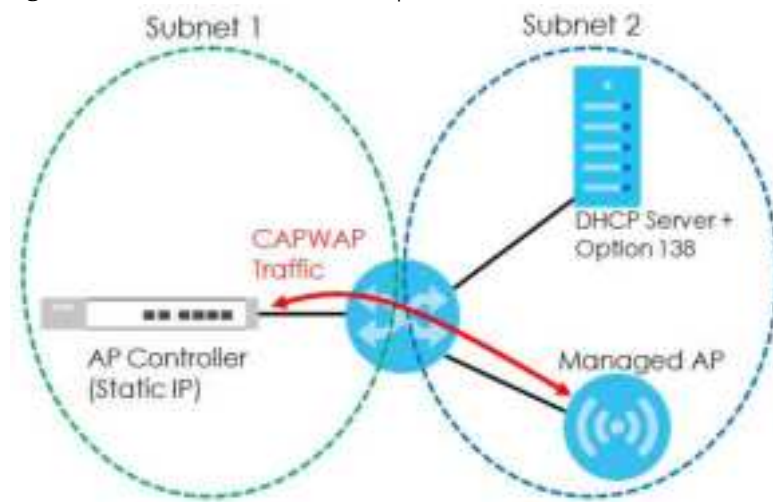 Subnet 1
Subnet 2
DHCP Server +
Option 138
CAPWAP
Traffic
AP Controller
(Static IP)
Managed AP